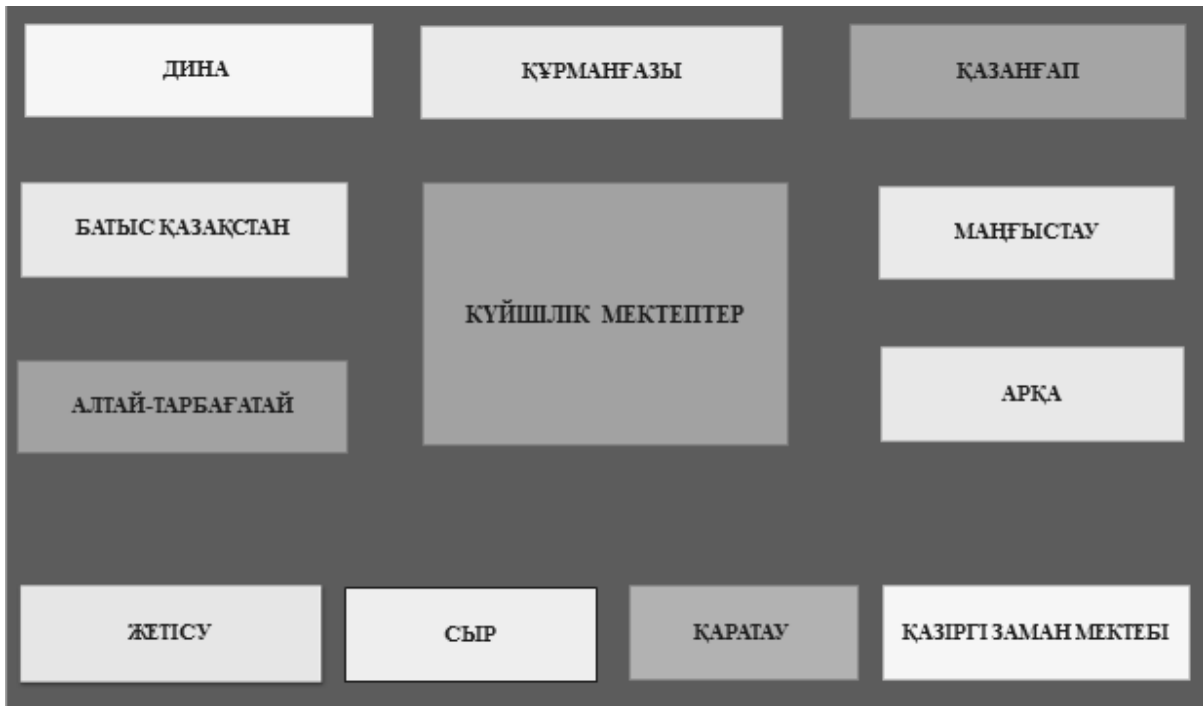 ДИНА
ҚҰРМАНҒАЗЫ
ҚАЗАНҒАП
БАТЫС ҚАЗАҚСТАН
МАҢҒЫСТАУ
КҮЙШІЛІК МЕКТЕПТЕР
АЛТАЙ-ТАРБАҒАТАЙ
АРҚА
ЖЕТІСУ
СЫР
ҚАРАТАУ
ҚАЗІРГІ ЗАМАН МЕКТЕБІ